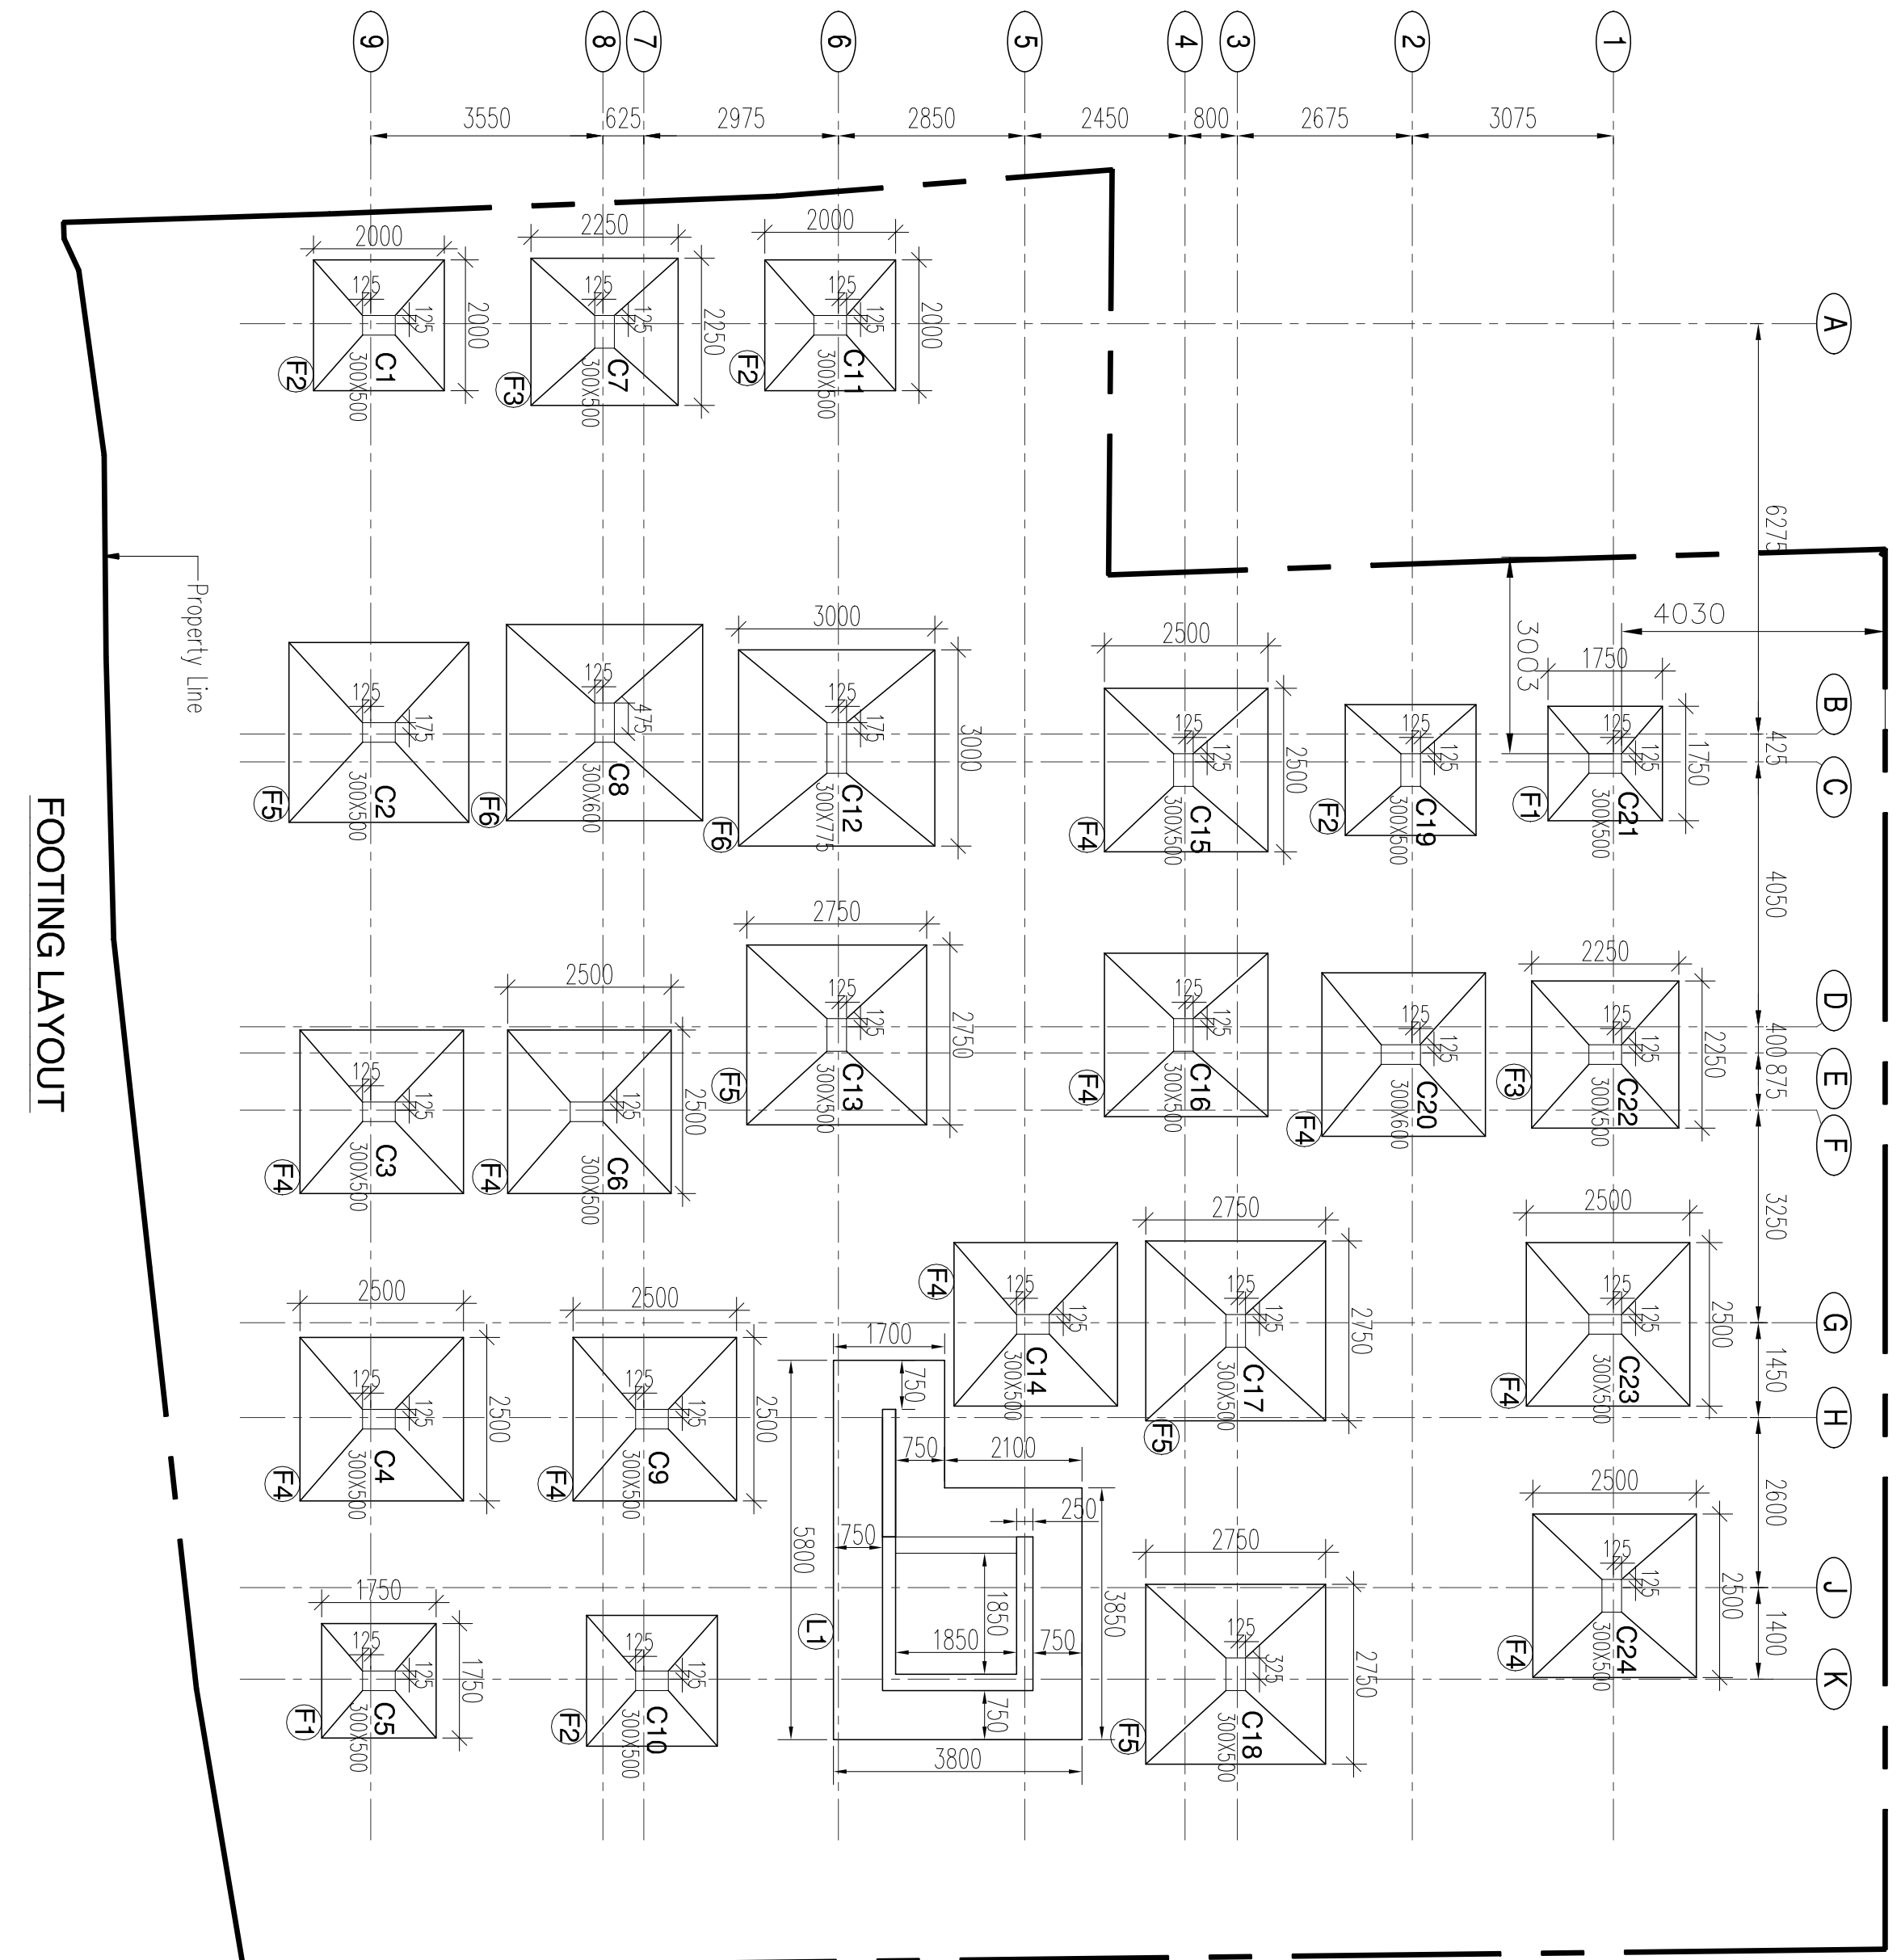 9
8
7
6
5
4
3
2
1
3550
625
2975
2850
2450
800
2675
3075
A
B
C
D
E
F
G
H
J
K
6275
425
4050
400
875
3250
1450
2600
1400
4030
3003
2000
2000
125
125
C1
300X500
F2
2250
2250
125
125
C7
300X500
F3
2000
2000
125
125
C11
300X500
F2
Property Line
125
175
C2
300X500
F5
125
475
C8
300X600
F6
3000
3000
125
175
C12
300X775
F6
2500
2500
125
125
C15
300X500
F4
125
125
C19
300X500
F2
1750
1750
125
125
C21
300X500
F1
125
125
C3
300X500
F4
2500
2500
125
C6
300X500
F4
2750
2750
125
125
C13
300X500
F5
125
125
C16
300X500
F4
125
125
C20
300X600
F4
2250
2250
125
125
C22
300X500
F3
2500
2500
125
125
C4
300X500
F4
2500
2500
125
125
C9
300X500
F4
125
125
C14
300X500
F4
2750
2750
125
125
C17
300X500
F5
2500
2500
125
125
C23
300X500
F4
1700
750
750
2100
250
750
5800
1850
1850
750
3850
750
3800
L1
1750
1750
125
125
C5
300X500
F1
125
125
C10
300X500
F2
2750
2750
125
325
C18
300X500
F5
2500
2500
125
125
C24
300X500
F4
FOOTING LAYOUT